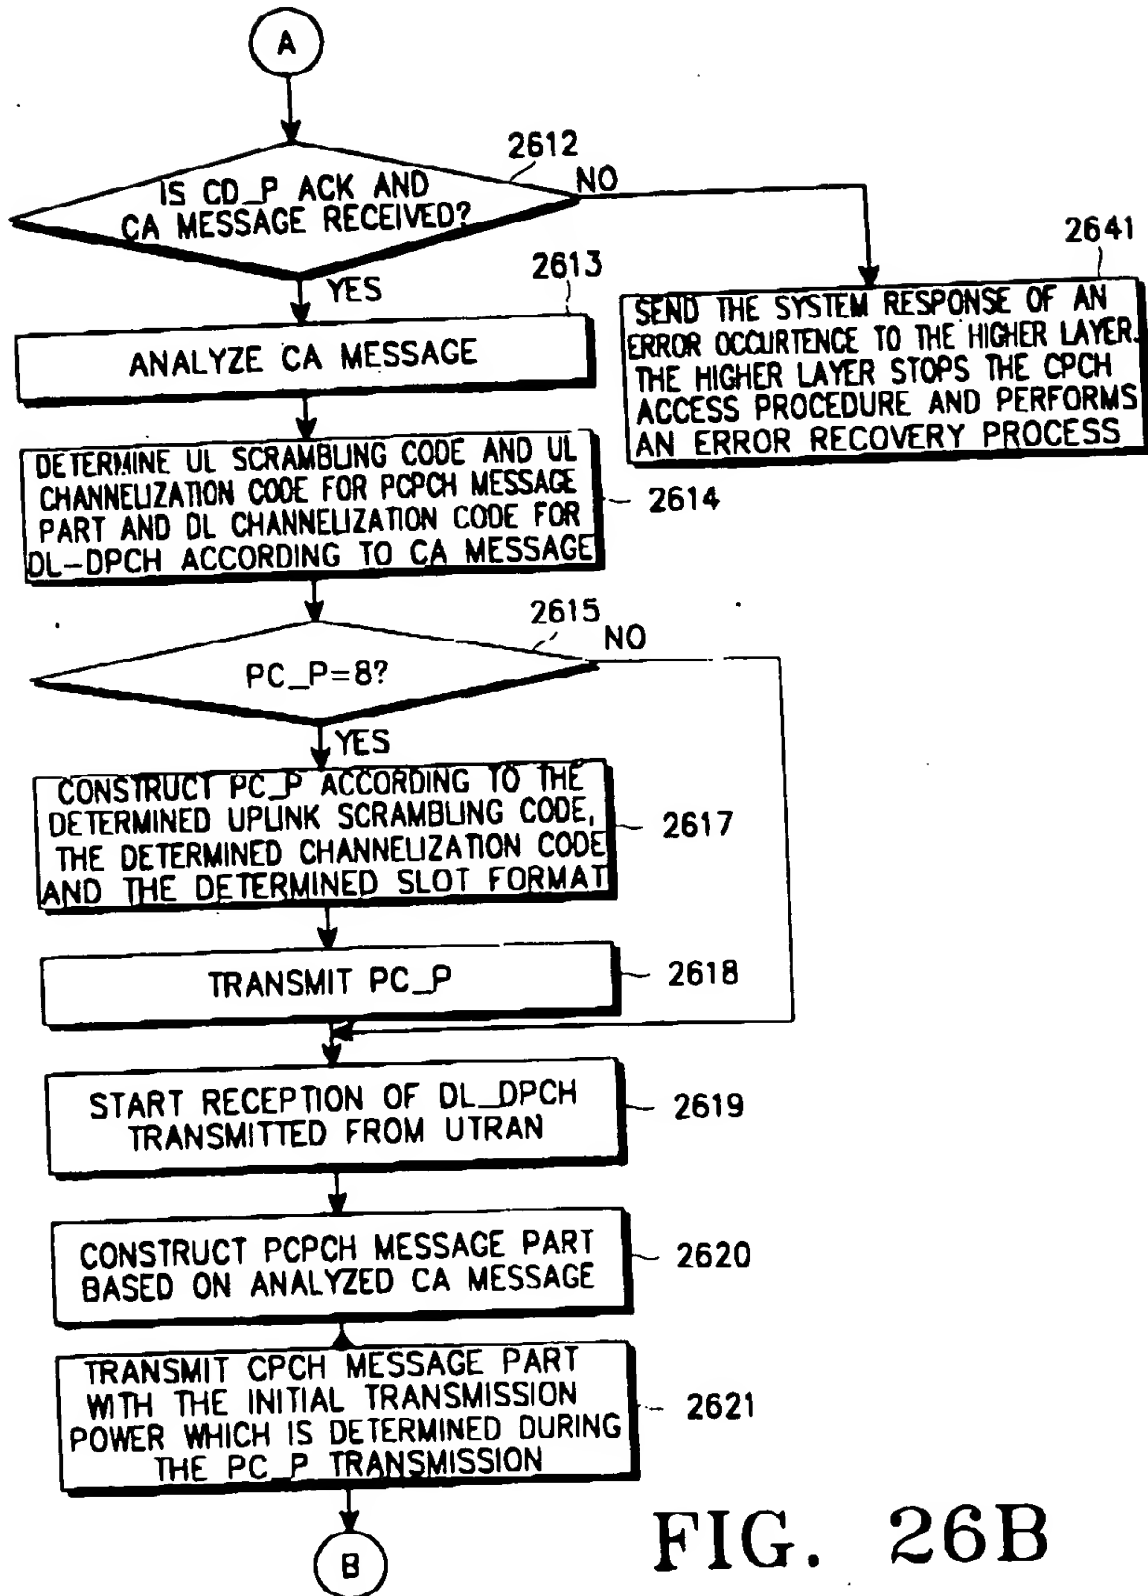 A
2612
IS CD_P ACK AND
CA MESSAGE RECEIVED?
NO
YES
2641
SEND THE SYSTEM RESPONSE OF AN
ERROR OCCURTENCE TO THE HIGHER LAYER.
THE HIGHER LAYER STOPS THE CPCH
ACCESS PROCEDURE AND PERFORMS
AN ERROR RECOVERY PROCESS
2613
ANALYZE CA MESSAGE
DETERMINE UL SCRAMBLING CODE AND UL
CHANNELIZATION CODE FOR PCPCH MESSAGE
PART AND DL CHANNELIZATION CODE FOR
DL-DPCH ACCORDING TO CA MESSAGE
2614
2615
PC_P=8?
NO
YES
CONSTRUCT PC_P ACCORDING TO THE
DETERMINED UPLINK SCRAMBLING CODE,
THE DETERMINED CHANNELIZATION CODE
AND THE DETERMINED SLOT FORMAT
2617
TRANSMIT PC_P
2618
START RECEPTION OF DL_DPCH
TRANSMITTED FROM UTRAN
2619
CONSTRUCT PCPCH MESSAGE PART
BASED ON ANALYZED CA MESSAGE
2620
TRANSMIT CPCH MESSAGE PART
WITH THE INITIAL TRANSMISSION
POWER WHICH IS DETERMINED DURING
THE PC_P TRANSMISSION
2621
B
FIG. 26B